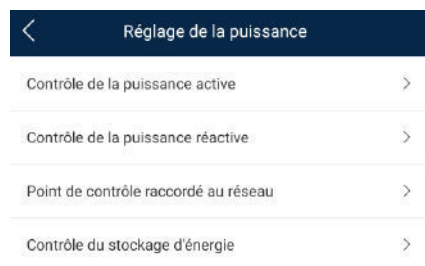 Réglage de la puissance
Contrôle de la puissance active
Contrôle de la puissance réactive
Point de contrôle raccordé au réseau
Contrôle du stockage d'énergie